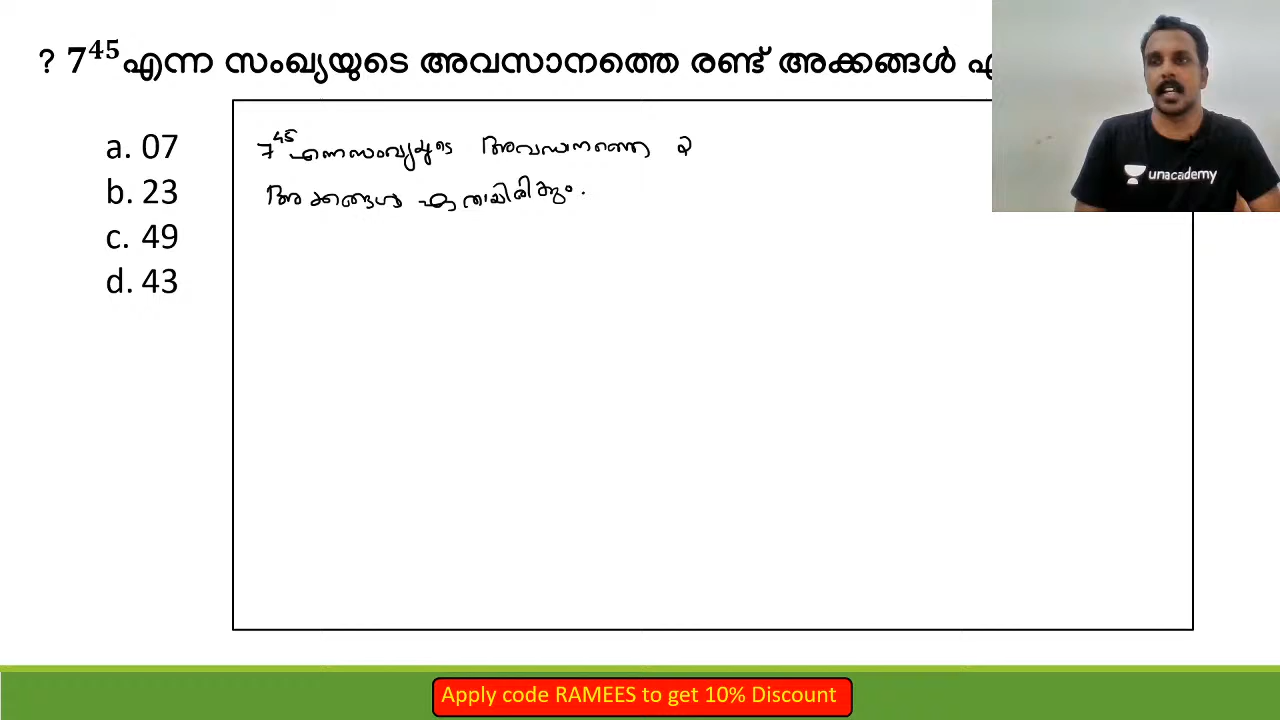 ? 7⁴⁵എന്ന സംഖ്യയുടെ അവസാനത്തെ രണ്ട് അക്കങ്ങൾ എ
a. 07
b. 23
c. 49
d. 43
7⁴⁵ എന്ന സംഖ്യയുടെ അവസാനത്തെ 2
അക്കങ്ങൾ ഏതായിരിക്കും.
unacademy
Apply code RAMEES to get 10% Discount